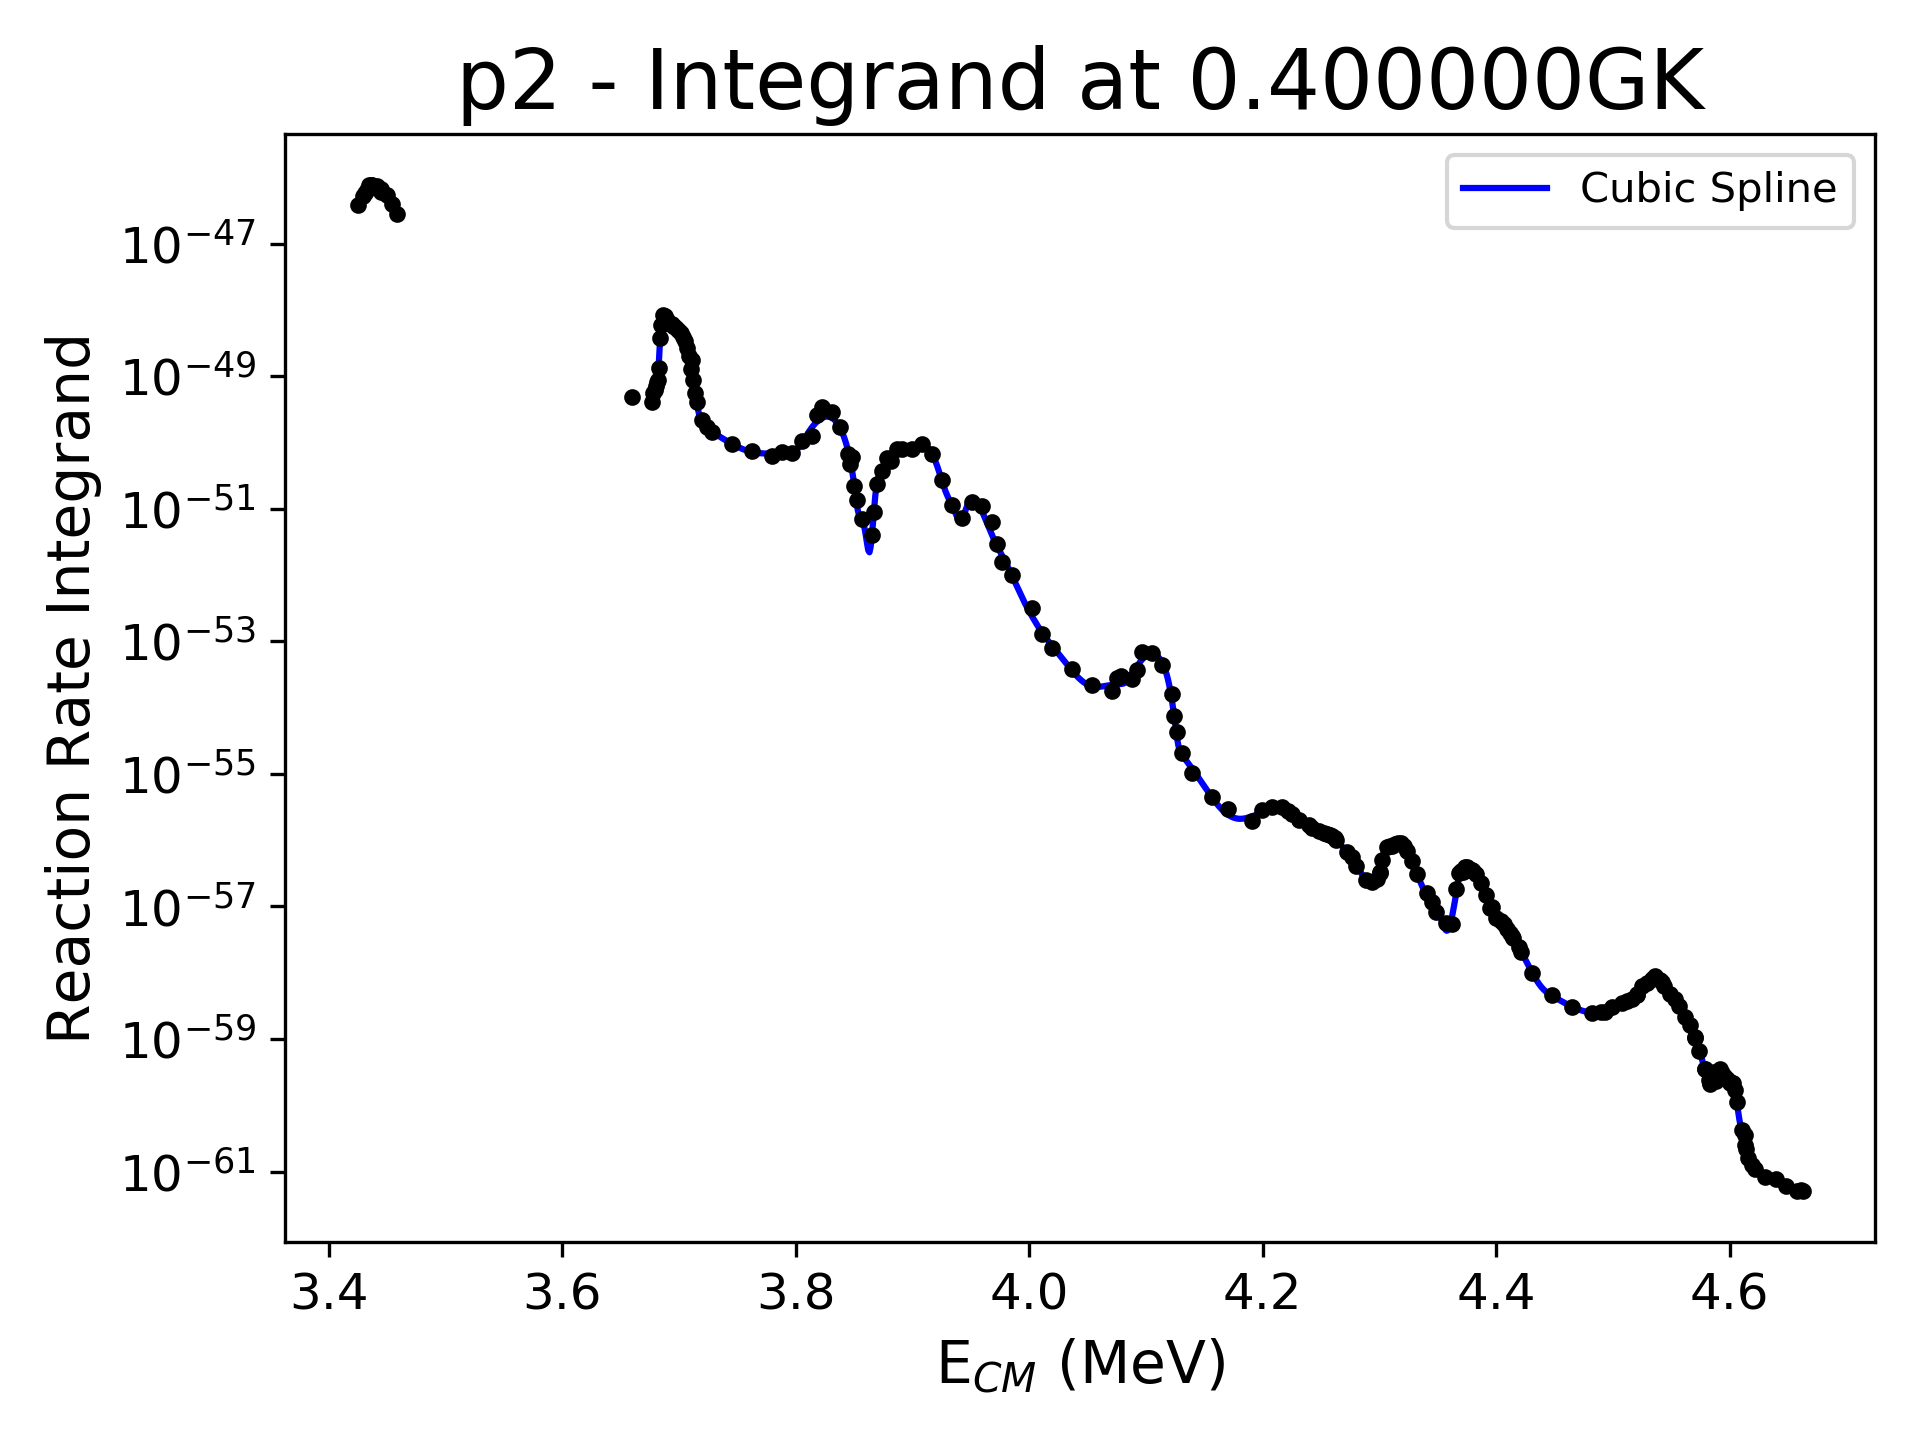 p2 - Integrand at 0.400000GK
Cubic Spline
Reaction Rate Integrand
10⁻⁴⁷
10⁻⁴⁹
10⁻⁵¹
10⁻⁵³
10⁻⁵⁵
10⁻⁵⁷
10⁻⁵⁹
10⁻⁶¹
3.4 3.6 3.8 4.0 4.2 4.4 4.6
E_CM (MeV)